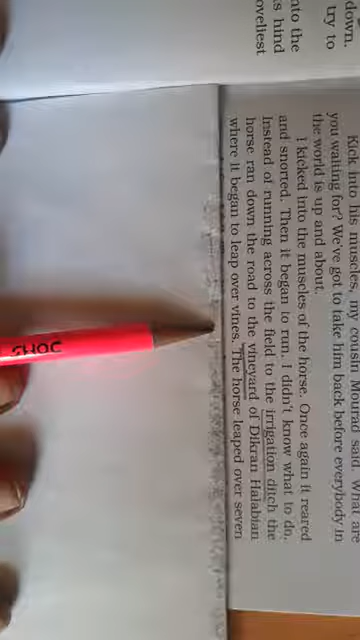 down.
try to
nto the
s hind
oveliest
Kick into his muscles, my cousin Mourad said. What are
you waiting for? We've got to take him back before everybody in
the world is up and about.
I kicked into the muscles of the horse. Once again it reared
and snorted. Then it began to run. I didn't know what to do.
Instead of running across the field to the irrigation ditch the
horse ran down the road to the vineyard of Dikran Halabian
where it began to leap over vines. The horse leaped over seven